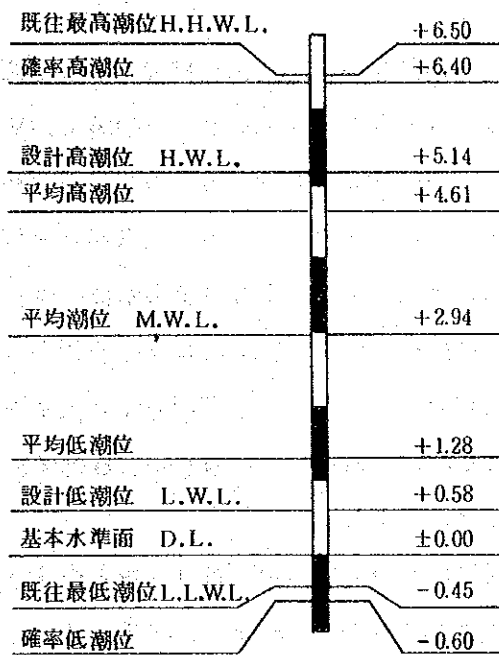 既往最高潮位H.H.W.L. +6.50
確率高潮位 +6.40
設計高潮位 H.W.L. +5.14
平均高潮位 +4.61
平均潮位 M.W.L. +2.94
平均低潮位 +1.28
設計低潮位 L.W.L. +0.58
基本水準面 D.L. ±0.00
既往最低潮位L.L.W.L. -0.45
確率低潮位 -0.60